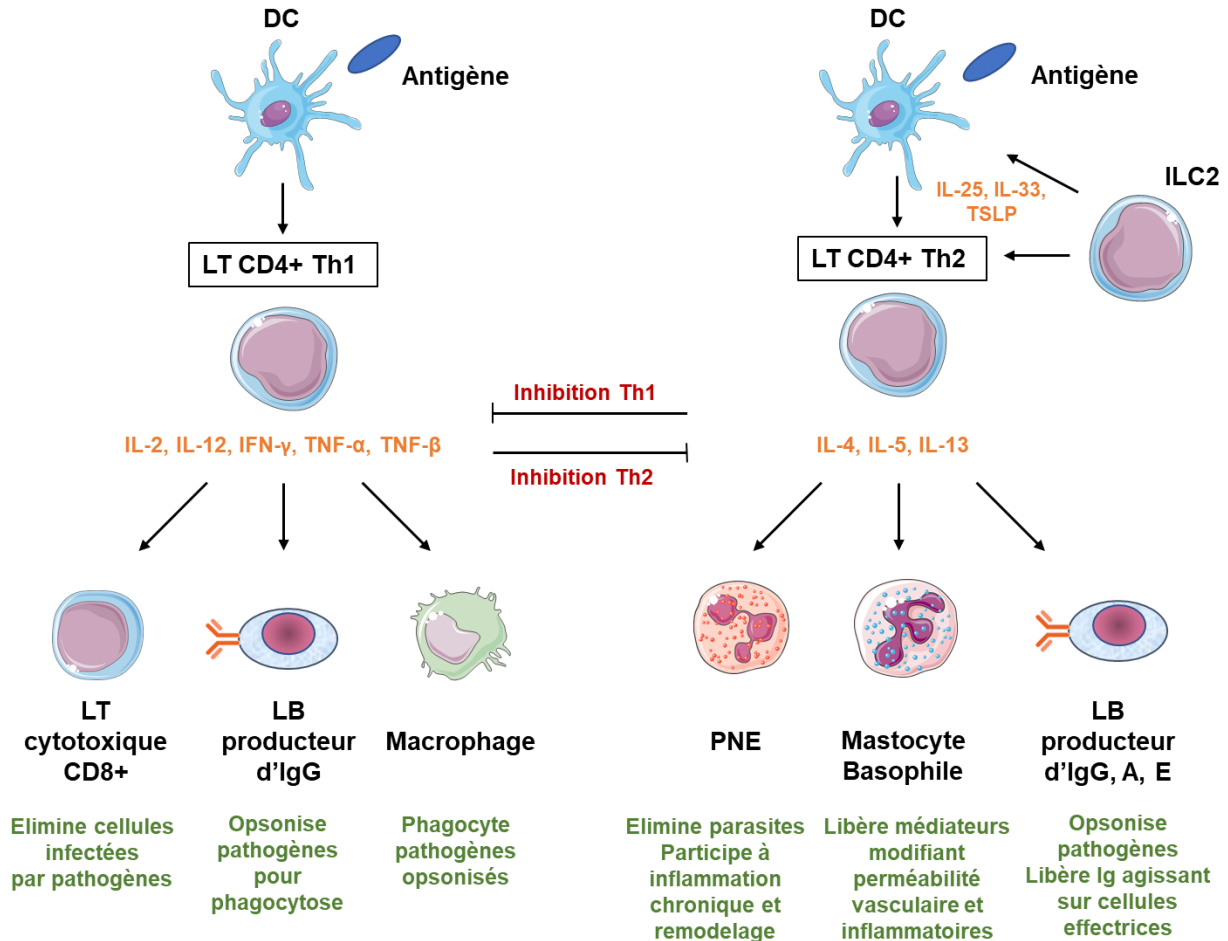 DC
Antigène
LT CD4+ Th1
IL-2, IL-12, IFN-γ, TNF-α, TNF-β
LT
cytotoxique
CD8+
Elimine cellules
infectées
par pathogènes
LB
producteur
d'IgG
Opsonise
pathogènes
pour
phagocytose
Macrophage
Phagocyte
pathogènes
opsonisés
Inhibition Th1
Inhibition Th2
DC
Antigène
IL-25, IL-33,
TSLP
ILC2
LT CD4+ Th2
IL-4, IL-5, IL-13
PNE
Elimine parasites
Participe à
inflammation
chronique et
remodelage
Mastocyte
Basophile
Libère médiateurs
modifiant
perméabilité
vasculaire et
inflammatoires
LB
producteur
d'IgG, A, E
Opsonise
pathogènes
Libère Ig agissant
sur cellules
effectrices